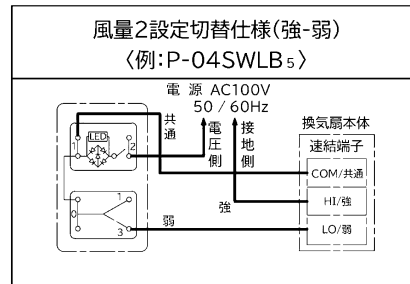 風量2設定切替仕様(強-弱)
〈例:P-04SWLB5〉
電 源 AC100V
50 / 60Hz
共通
電圧側
接地側
換気扇本体
速結端子
LED
1
2
COM/共通
HI/強
強
1
3
弱
LO/弱